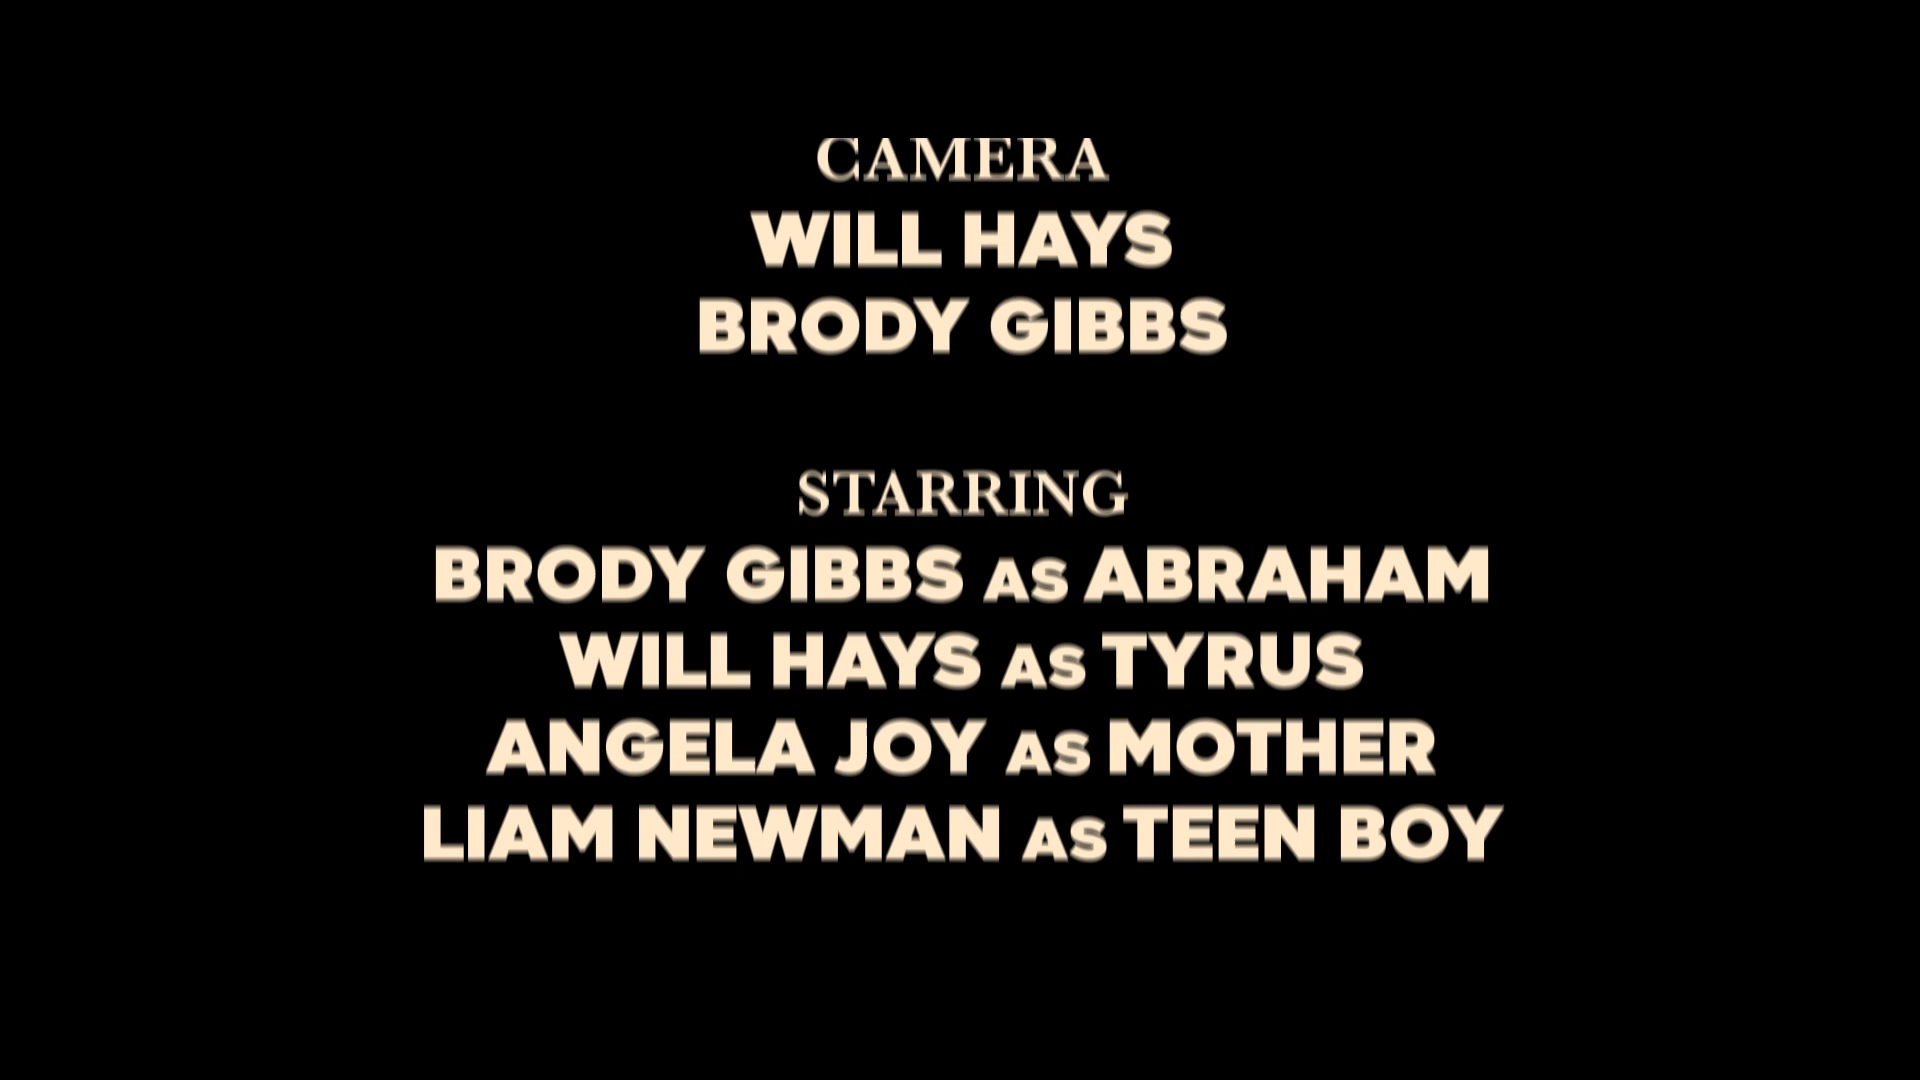 CAMERA
WILL HAYS
BRODY GIBBS
STARRING
BRODY GIBBS AS ABRAHAM
WILL HAYS AS TYRUS
ANGELA JOY AS MOTHER
LIAM NEWMAN AS TEEN BOY